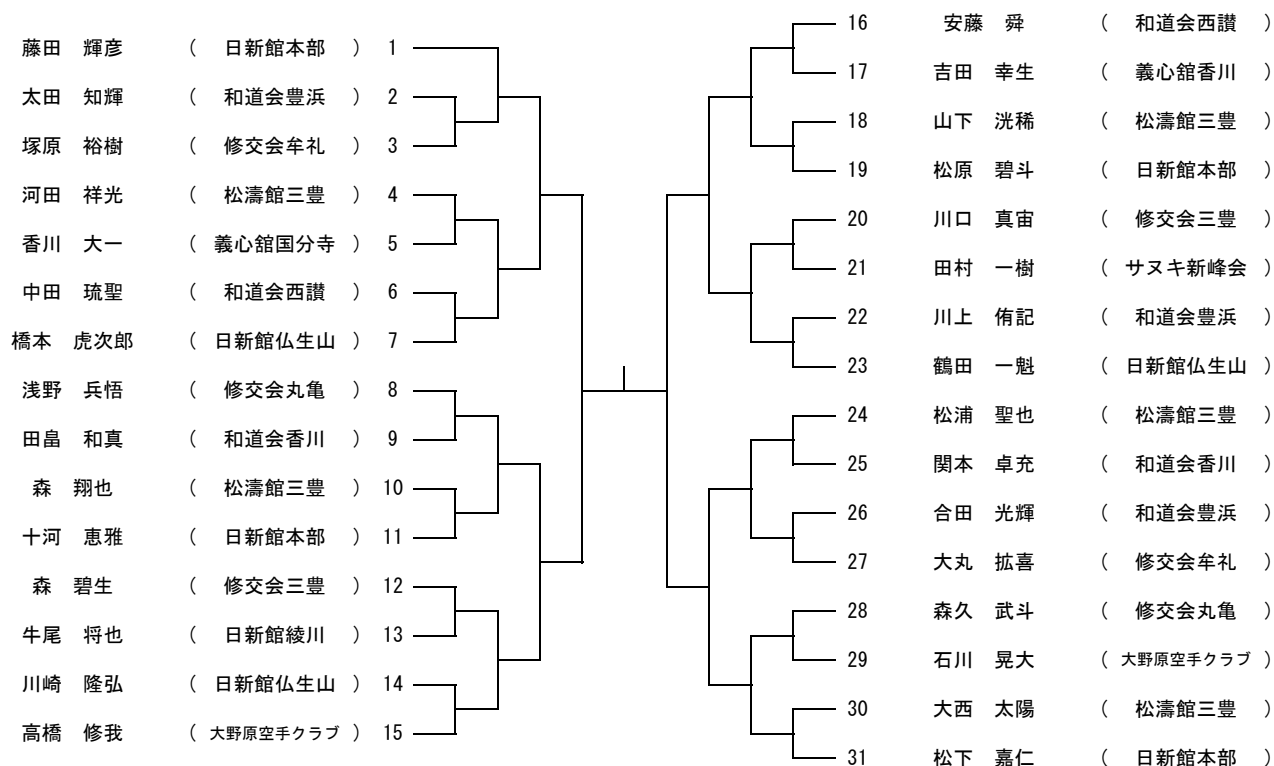 藤田　輝彦　（　日新館本部　）　1
太田　知輝　（　和道会豊浜　）　2
塚原　裕樹　（　修交会牟礼　）　3
河田　祥光　（　松濤館三豊　）　4
香川　大一　（　義心舘国分寺　）　5
中田　琉聖　（　和道会西讃　）　6
橋本　虎次郎　（　日新館仏生山　）　7
浅野　兵悟　（　修交会丸亀　）　8
田畠　和真　（　和道会香川　）　9
森　翔也　（　松濤館三豊　）　10
十河　恵雅　（　日新館本部　）　11
森　碧生　（　修交会三豊　）　12
牛尾　将也　（　日新館綾川　）　13
川崎　隆弘　（　日新館仏生山　）　14
高橋　修我　（　大野原空手クラブ　）　15
16　安藤　舜　（　和道会西讃　）
17　吉田　幸生　（　義心舘香川　）
18　山下　洸稀　（　松濤館三豊　）
19　松原　碧斗　（　日新館本部　）
20　川口　真宙　（　修交会三豊　）
21　田村　一樹　（　サヌキ新峰会　）
22　川上　侑記　（　和道会豊浜　）
23　鶴田　一魁　（　日新館仏生山　）
24　松浦　聖也　（　松濤館三豊　）
25　関本　卓充　（　和道会香川　）
26　合田　光輝　（　和道会豊浜　）
27　大丸　拡喜　（　修交会牟礼　）
28　森久　武斗　（　修交会丸亀　）
29　石川　晃大　（　大野原空手クラブ　）
30　大西　太陽　（　松濤館三豊　）
31　松下　嘉仁　（　日新館本部　）